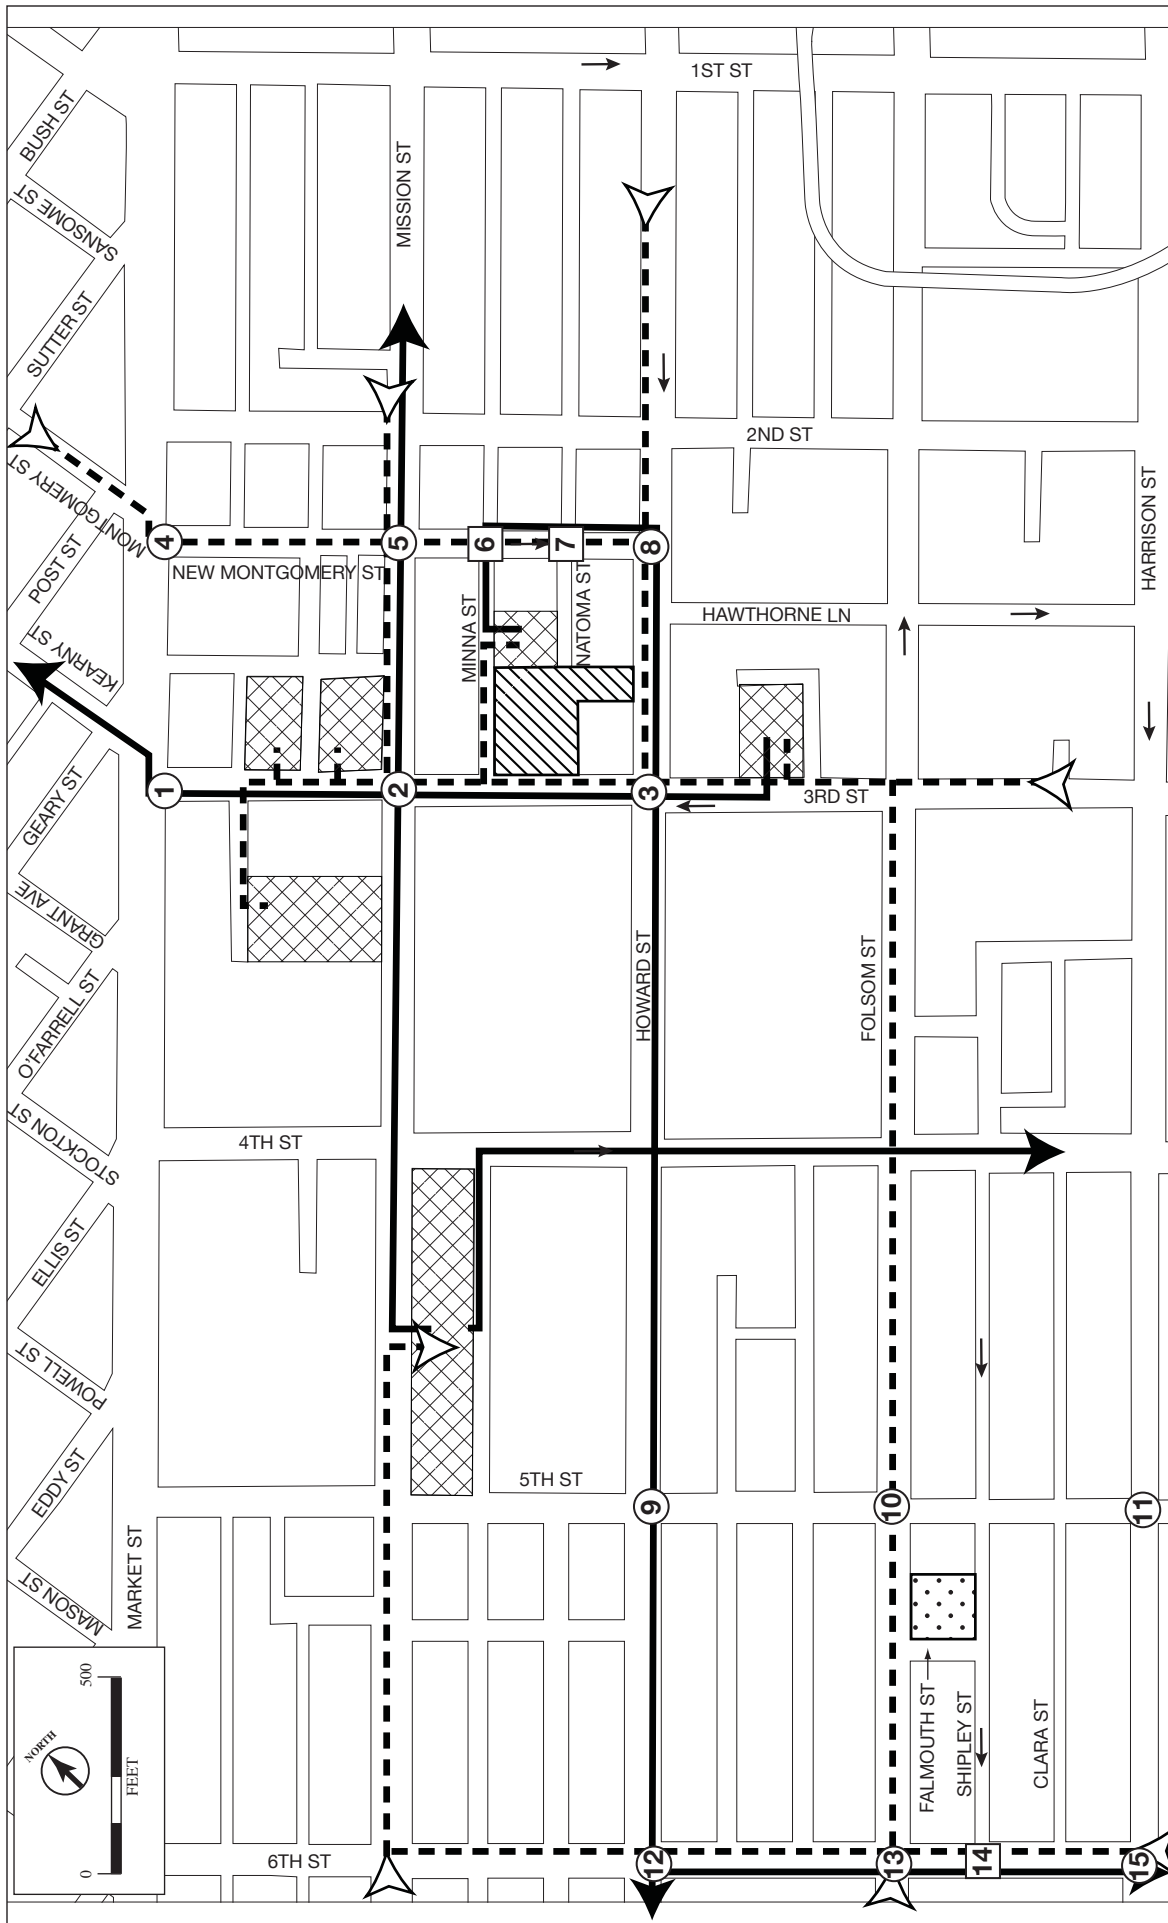 1ST ST
BUSH ST
SANSOME ST
MISSION ST
SUTTER ST
2ND ST
MONTGOMERY ST
HARRISON ST
4
5
6
7
8
POST ST
NEW MONTGOMERY ST
MINNA ST
NATOMA ST
HAWTHORNE LN
KEARNY ST
1
2
3
3RD ST
GEARY ST
GRANT AVE
HOWARD ST
FOLSOM ST
O'FARRELL ST
STOCKTON ST
4TH ST
ELLIS ST
POWELL ST
5TH ST
EDDY ST
9
10
11
MARKET ST
MASON ST
FALMOUTH ST
SHIPLEY ST
CLARA ST
NORTH
0
500
FEET
6TH ST
12
13
14
15